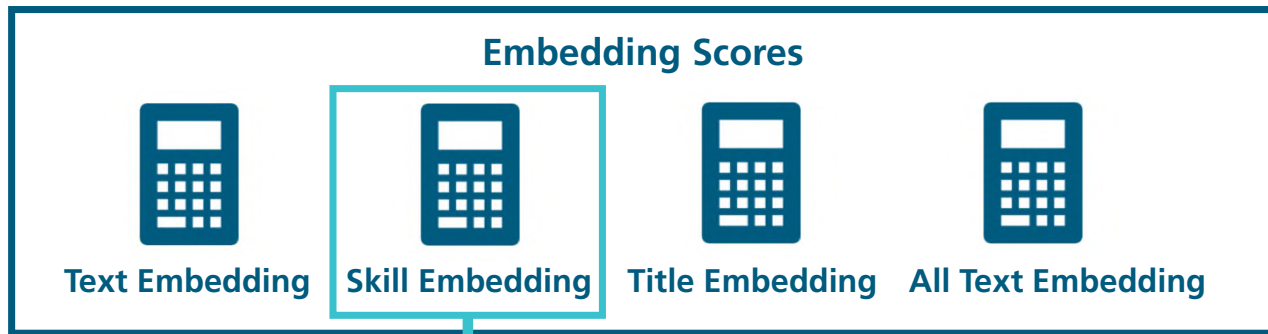 Embedding Scores
Text Embedding
Skill Embedding
Title Embedding
All Text Embedding